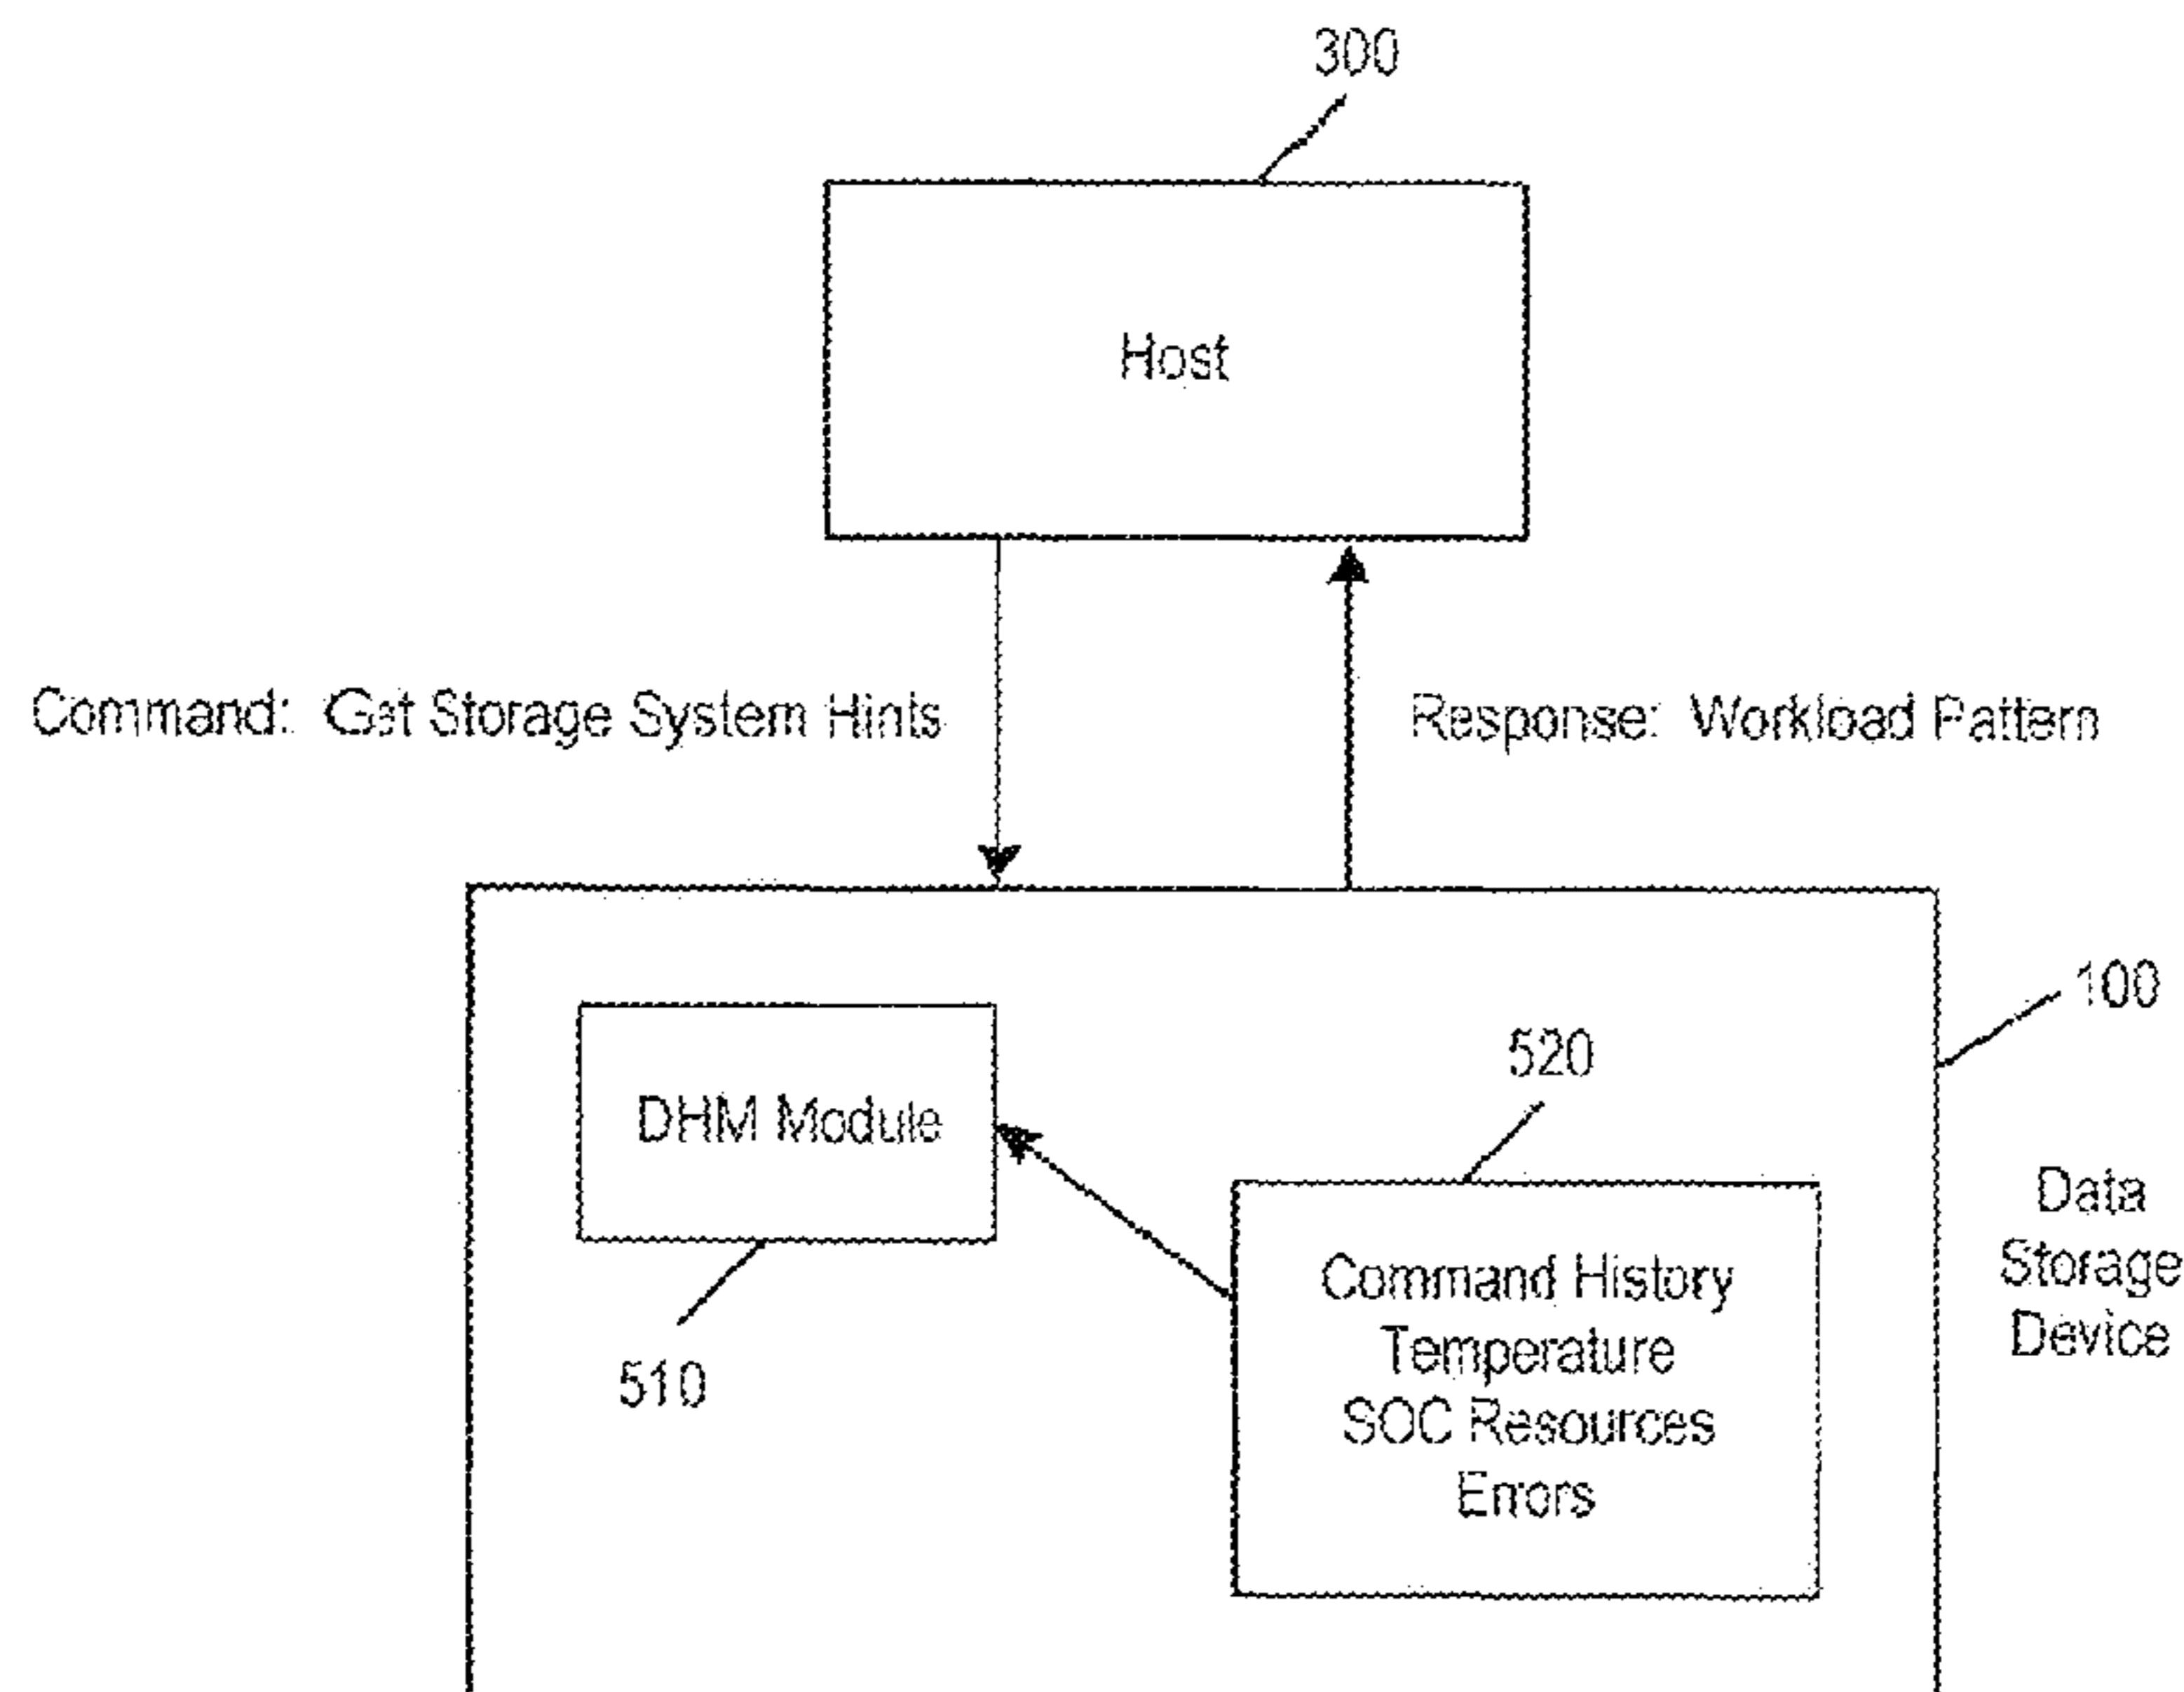 300
Host
Command: Get Storage System Hints
Response: Workload Pattern
100
520
DHM Module
Data
Storage
Device
Command History
Temperature
SOC Resources
Errors
510